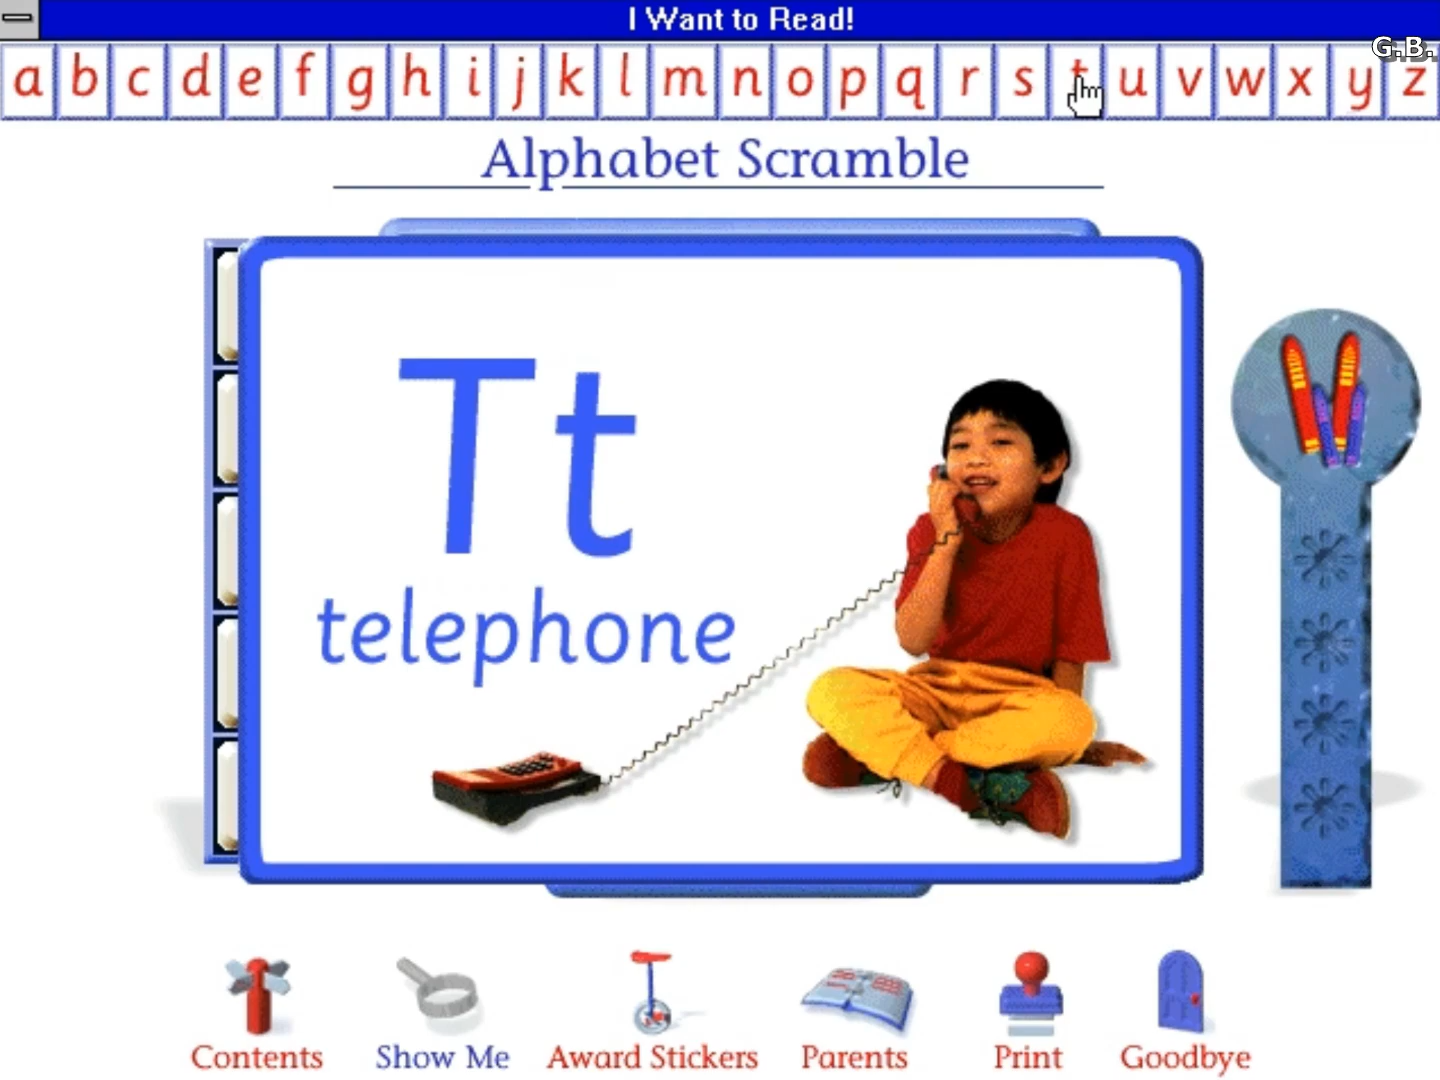 I Want to Read!
G.B.
a b c d e f g h i j k l m n o p q r s t u v w x y z
Alphabet Scramble
Tt
telephone
Contents Show Me Award Stickers Parents Print Goodbye